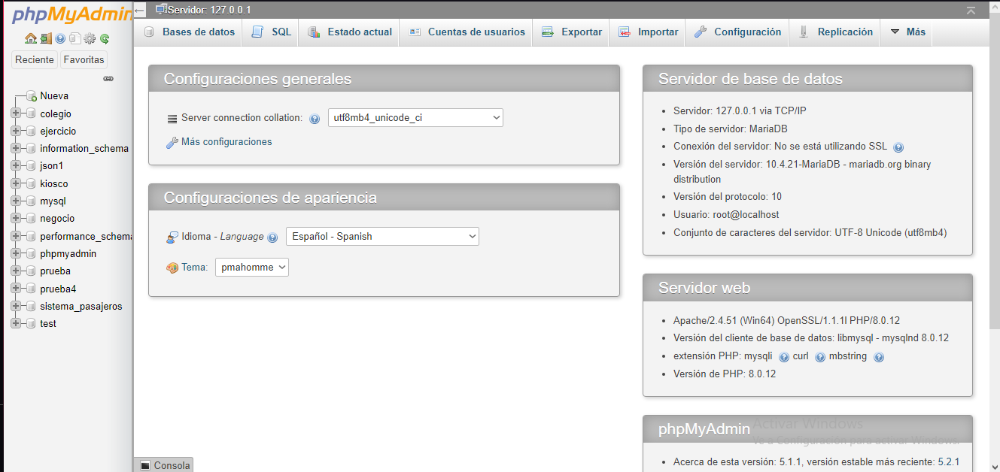 phpMyAdmin
Reciente Favoritas
Nueva
colegio
ejercicio
information_schema
json1
kiosco
mysql
negocio
performance_schema
phpmyadmin
prueba
prueba4
sistema_pasajeros
test
Servidor: 127.0.0.1
Bases de datos SQL Estado actual Cuentas de usuarios Exportar Importar Configuración Replicación Más
Configuraciones generales
Server connection collation: utf8mb4_unicode_ci
Más configuraciones
Configuraciones de apariencia
Idioma - Language Español - Spanish
Tema: pmahomme
Servidor de base de datos
• Servidor: 127.0.0.1 via TCP/IP
• Tipo de servidor: MariaDB
• Conexión del servidor: No se está utilizando SSL
• Versión del servidor: 10.4.21-MariaDB - mariadb.org binary
distribution
• Versión del protocolo: 10
• Usuario: root@localhost
• Conjunto de caracteres del servidor: UTF-8 Unicode (utf8mb4)
Servidor web
• Apache/2.4.51 (Win64) OpenSSL/1.1.1l PHP/8.0.12
• Versión del cliente de base de datos: libmysql - mysqlnd 8.0.12
• extensión PHP: mysqli curl mbstring
• Versión de PHP: 8.0.12
phpMyAdmin
• Acerca de esta versión: 5.1.1, versión estable más reciente: 5.2.1
Activar Windows
Ve a Configuración para activar Windows.
Consola